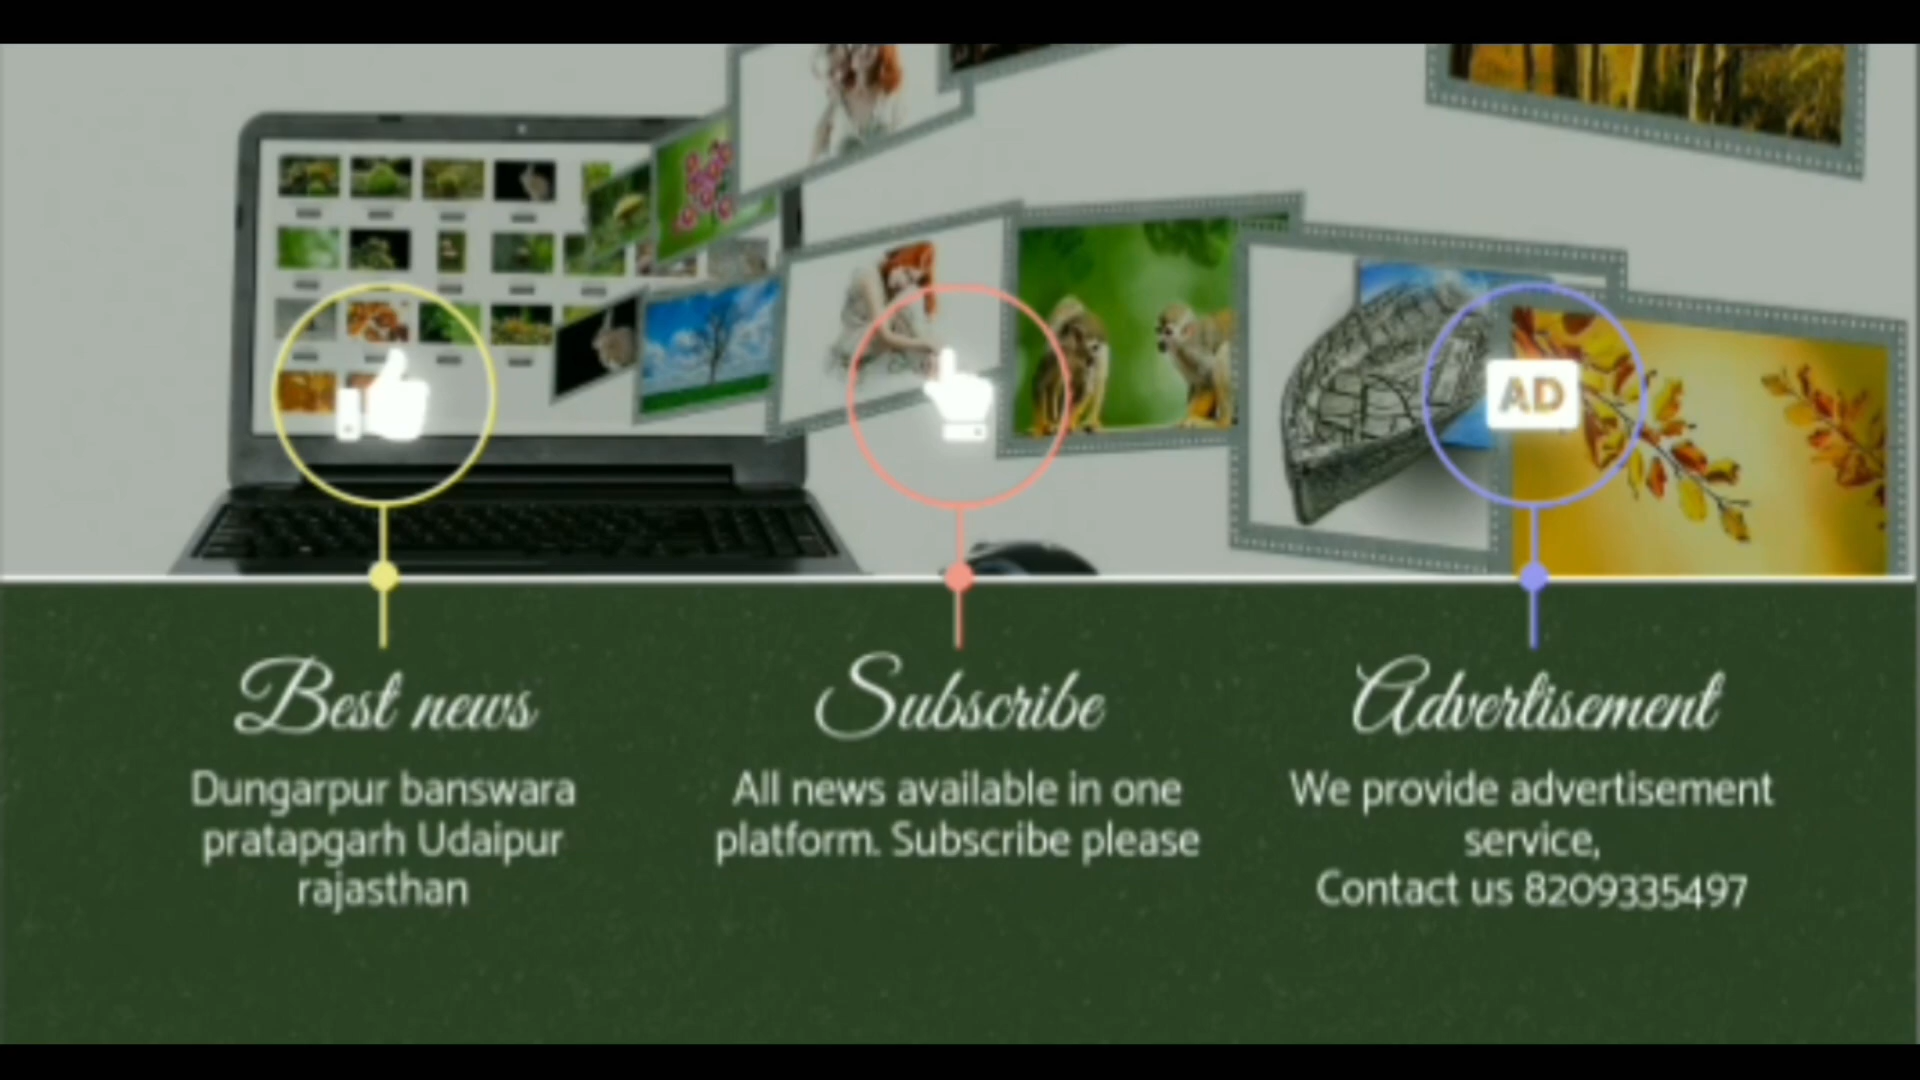 AD
Best news
Dungarpur banswara
pratapgarh Udaipur
rajasthan
Subscribe
All news available in one
platform. Subscribe please
Advertisement
We provide advertisement
service,
Contact us 8209335497